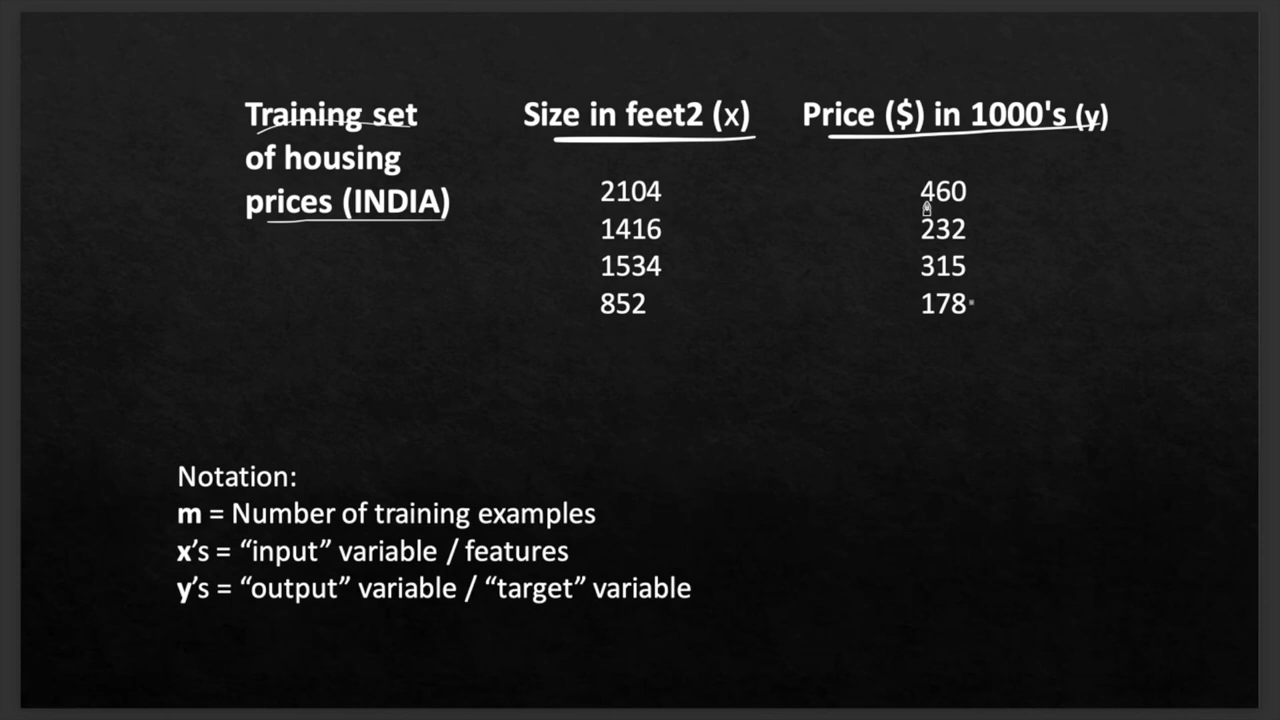 Training set
of housing
prices (INDIA)
Size in feet2 (x)
2104
1416
1534
852
Price ($) in 1000's (y)
460
232
315
178
Notation:
m = Number of training examples
x's = “input” variable / features
y's = “output” variable / “target” variable